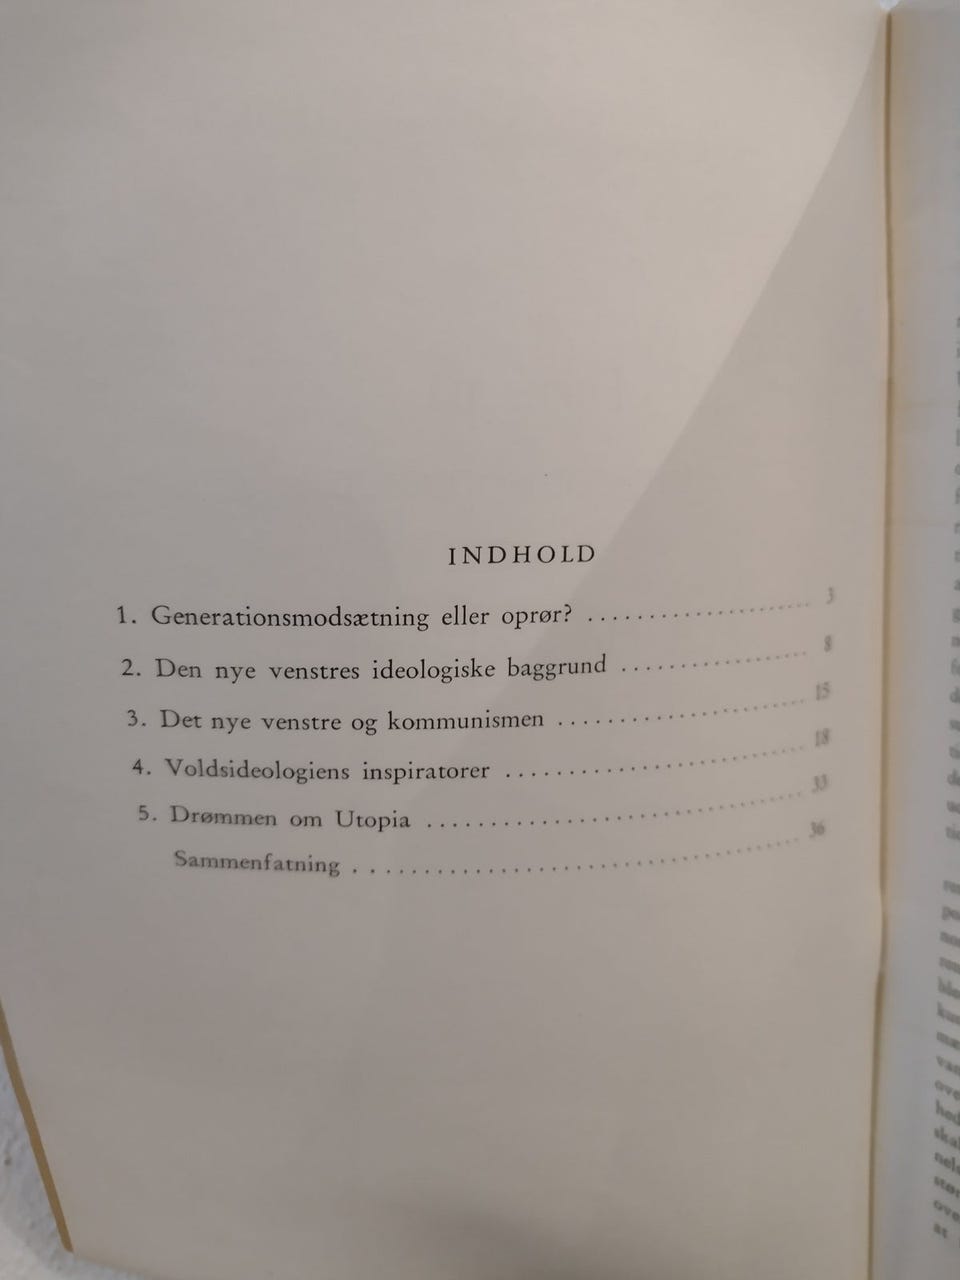 INDHOLD
1. Generationsmodsætning eller oprør? 3
2. Den nye venstres ideologiske baggrund 8
3. Det nye venstre og kommunismen 15
4. Voldsideologiens inspiratorer 18
5. Drømmen om Utopia 33
Sammenfatning 36